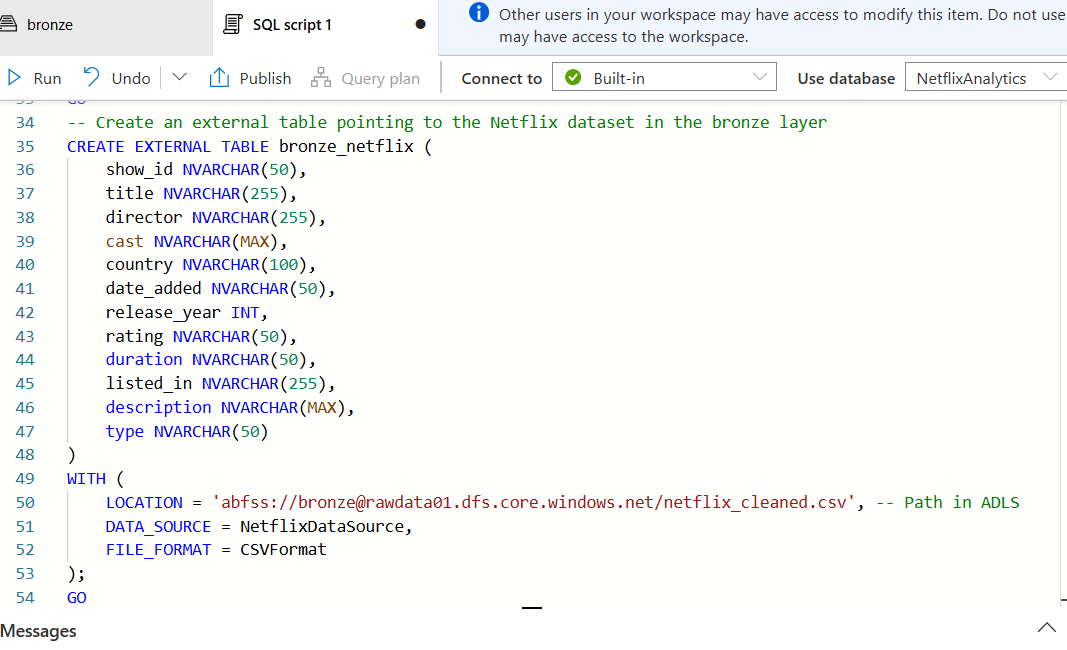 bronze
SQL script 1
Other users in your workspace may have access to modify this item. Do not use
may have access to the workspace.
Run Undo Publish Query plan Connect to Built-in Use database NetflixAnalytics
GO
34 -- Create an external table pointing to the Netflix dataset in the bronze layer
35 CREATE EXTERNAL TABLE bronze_netflix (
36 show_id NVARCHAR(50),
37 title NVARCHAR(255),
38 director NVARCHAR(255),
39 cast NVARCHAR(MAX),
40 country NVARCHAR(100),
41 date_added NVARCHAR(50),
42 release_year INT,
43 rating NVARCHAR(50),
44 duration NVARCHAR(50),
45 listed_in NVARCHAR(255),
46 description NVARCHAR(MAX),
47 type NVARCHAR(50)
48 )
49 WITH (
50 LOCATION = 'abfss://bronze@rawdata01.dfs.core.windows.net/netflix_cleaned.csv', -- Path in ADLS
51 DATA_SOURCE = NetflixDataSource,
52 FILE_FORMAT = CSVFormat
53 );
54 GO
Messages